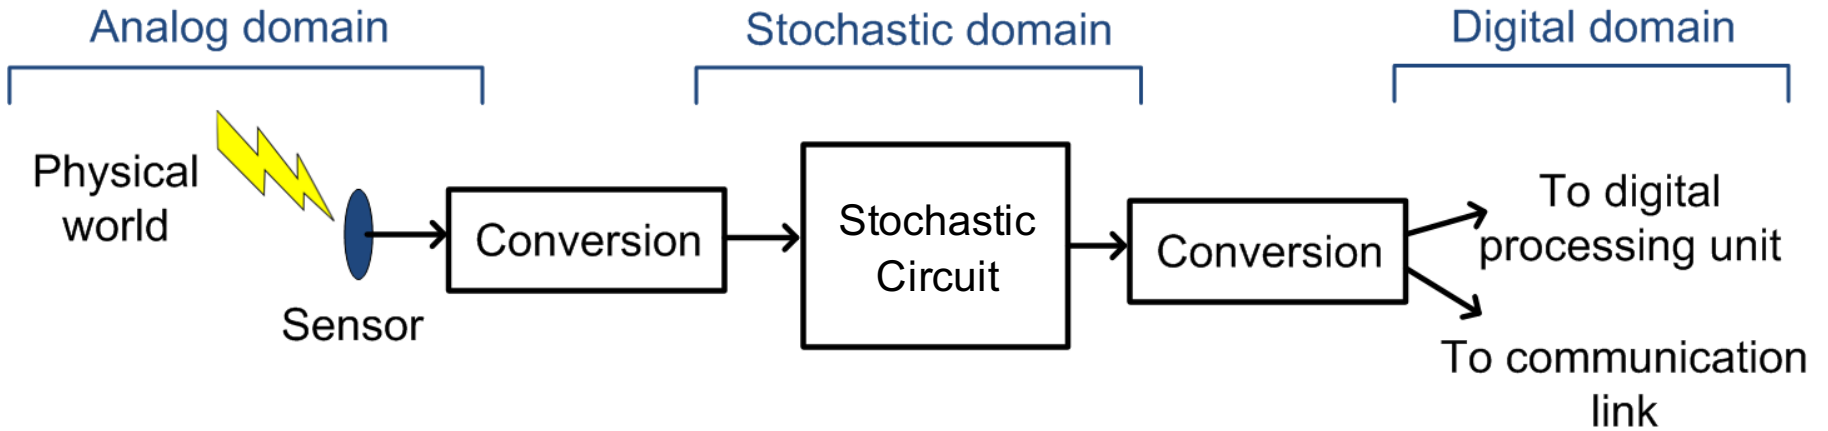 Analog domain
Stochastic domain
Digital domain
Physical
world
Sensor
Conversion
Stochastic
Circuit
Conversion
To digital
processing unit
To communication
link